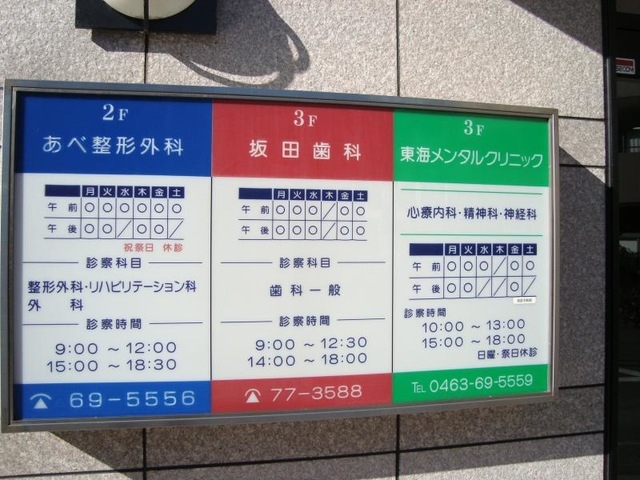 2F
あべ整形外科
月火水木金土
午前 ○○○○○○
午後 ○○／○○／
祝祭日 休診
診察科目
整形外科・リハビリテーション科
外　科
診察時間
9:00 ～ 12:00
15:00 ～ 18:30
69-5556
3F
坂田歯科
月火水木金土
午前 ○○○／○○
午後 ○○○／○○
診察科目
歯科一般
診察時間
9:00 ～ 12:30
14:00 ～ 18:00
77-3588
3F
東海メンタルクリニック
心療内科・精神科・神経科
月火水木金土
午前 ○○○／○○
午後 ○○／／○／
診察時間
10:00 ～ 13:00
15:00 ～ 18:00
日曜・祭日休診
TEL 0463-69-5559